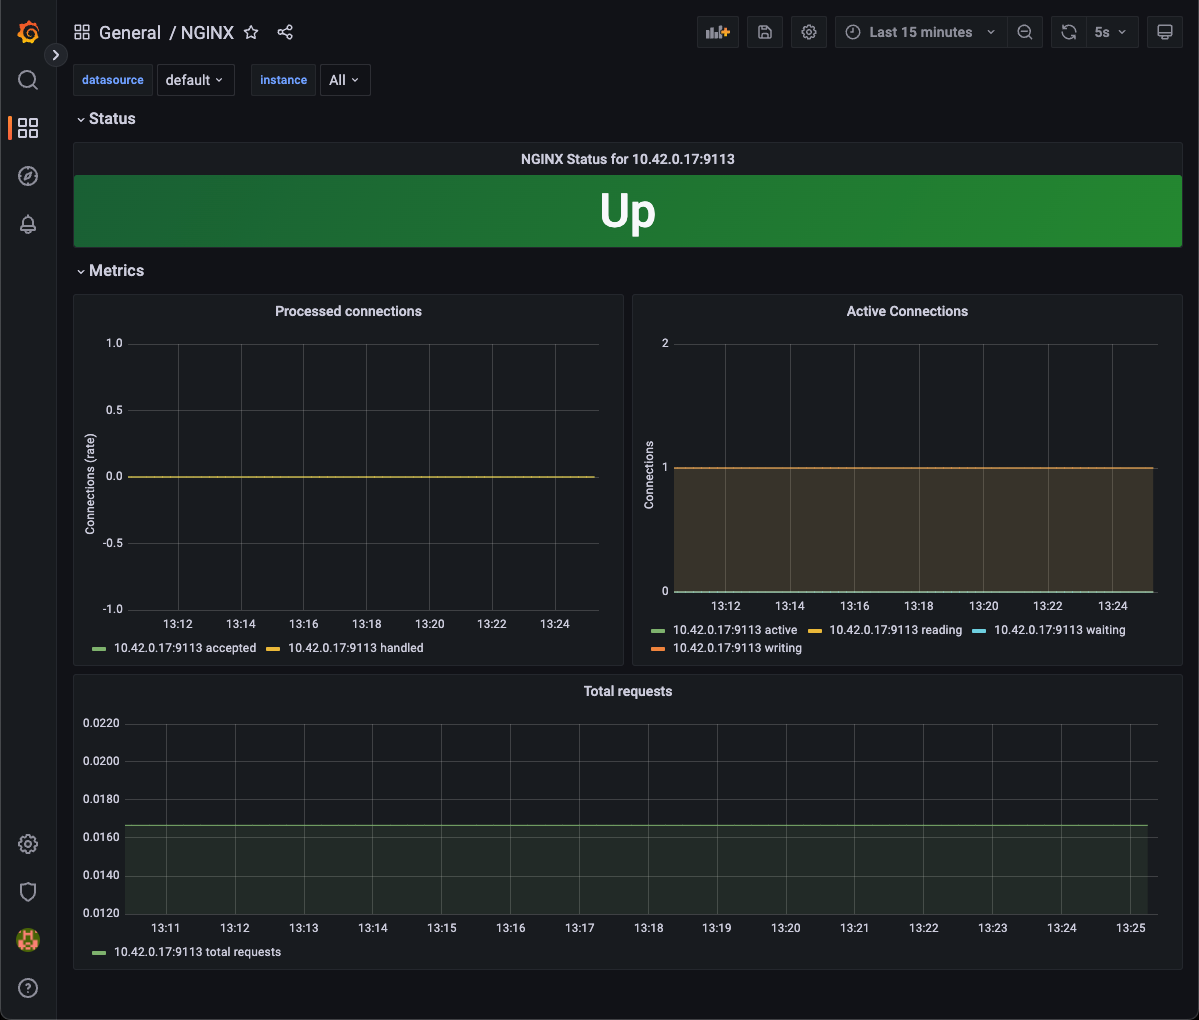 General / NGINX
Last 15 minutes
5s
datasource default instance All
Status
NGINX Status for 10.42.0.17:9113
Up
Metrics
Processed connections
1.0
0.5
0.0
-0.5
-1.0
Connections (rate)
13:12 13:14 13:16 13:18 13:20 13:22 13:24
10.42.0.17:9113 accepted 10.42.0.17:9113 handled
Active Connections
2
1
0
Connections
13:12 13:14 13:16 13:18 13:20 13:22 13:24
10.42.0.17:9113 active 10.42.0.17:9113 reading 10.42.0.17:9113 waiting
10.42.0.17:9113 writing
Total requests
0.0220
0.0200
0.0180
0.0160
0.0140
0.0120
13:11 13:12 13:13 13:14 13:15 13:16 13:17 13:18 13:19 13:20 13:21 13:22 13:23 13:24 13:25
10.42.0.17:9113 total requests